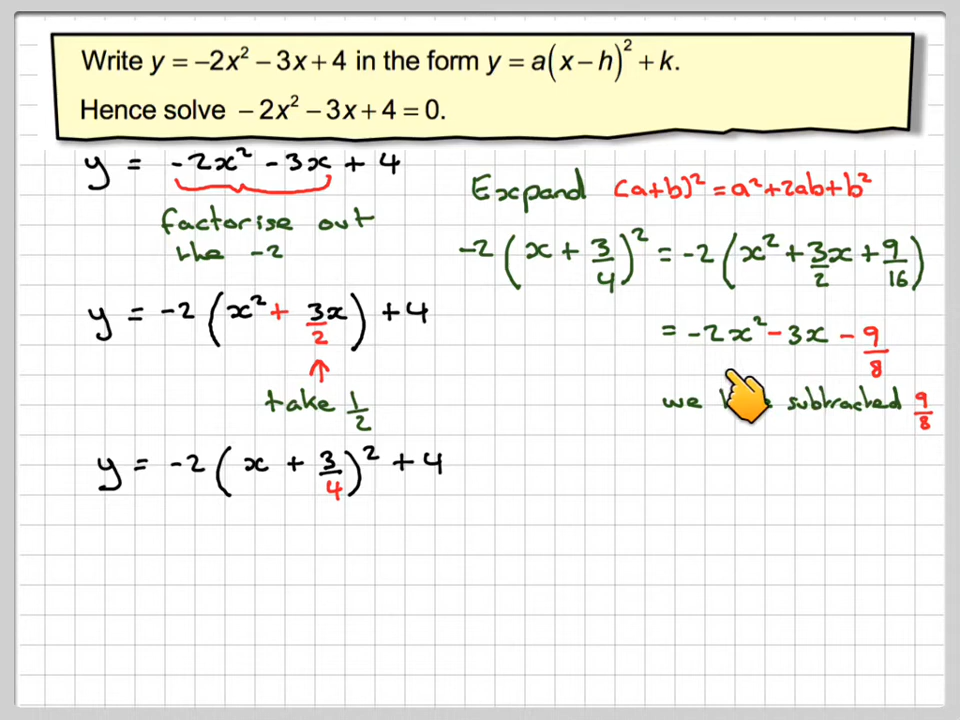 Write y = –2x² – 3x + 4 in the form y = a(x – h)² + k.
Hence solve – 2x² – 3x + 4 = 0.
y = -2x² - 3x + 4
factorise out
the -2
y = -2(x² + 3x/2) + 4
↑
take 1/2
y = -2(x + 3/4)² + 4
Expand (a+b)² = a² + 2ab + b²
-2(x + 3/4)² = -2(x² + 3/2x + 9/16)
= -2x² - 3x - 9/8
we subtracted 9/8